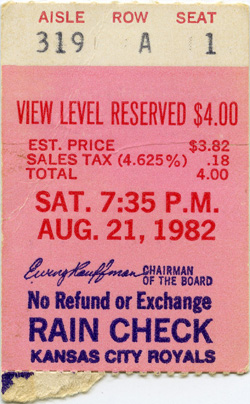 AISLE ROW SEAT
319 A 1
VIEW LEVEL RESERVED $4.00
EST. PRICE $3.82
SALES TAX (4.625%) .18
TOTAL 4.00
SAT. 7:35 P.M.
AUG. 21, 1982
Ewing Kauffman CHAIRMAN
OF THE BOARD
No Refund or Exchange
RAIN CHECK
KANSAS CITY ROYALS